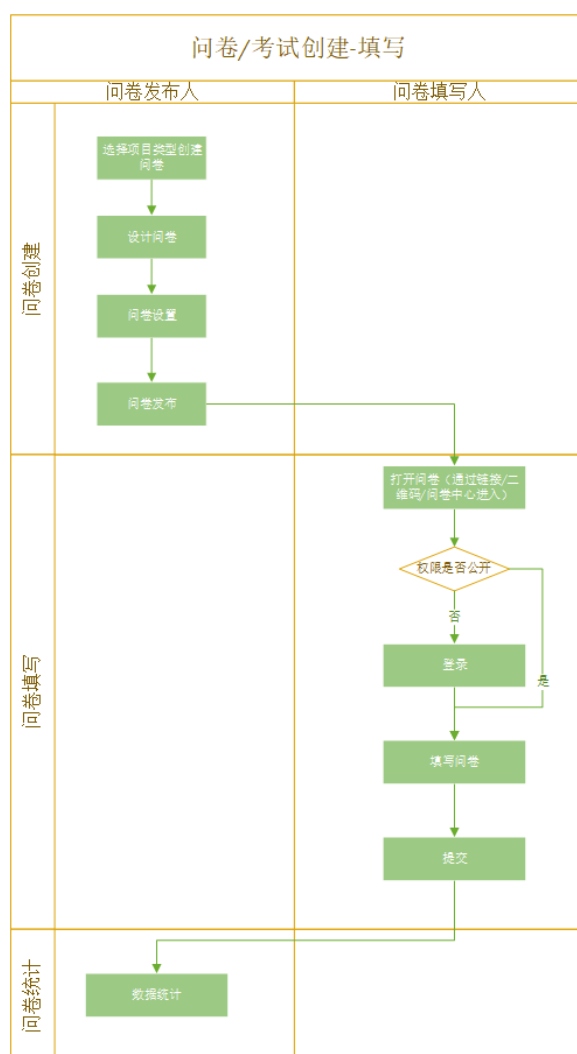 问卷/考试创建-填写
问卷发布人
问卷填写人
问卷创建
选择项目类型创建
问卷
设计问卷
问卷设置
问卷发布
问卷填写
打开问卷（通过链接/二
维码/问卷中心进入）
权限是否公开
否
是
登录
填写问卷
提交
问卷统计
数据统计